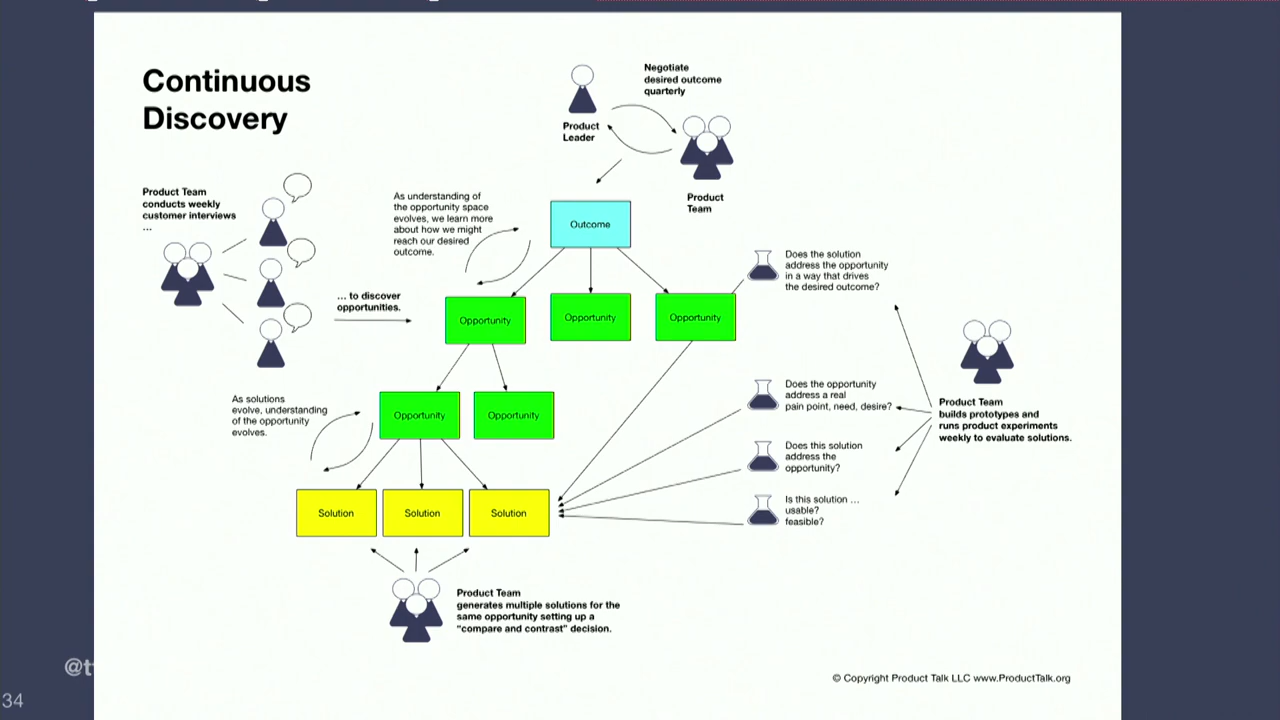 Continuous
Discovery
Negotiate
desired outcome
quarterly
Product
Leader
Product
Team
Product Team
conducts weekly
customer interviews
...
As understanding of
the opportunity space
evolves, we learn more
about how we might
reach our desired
outcome.
Outcome
Does the solution
address the opportunity
in a way that drives
the desired outcome?
... to discover
opportunities.
Opportunity
Opportunity
Opportunity
As solutions
evolve, understanding
of the opportunity
evolves.
Opportunity
Opportunity
Does the opportunity
address a real
pain point, need, desire?
Product Team
builds prototypes and
runs product experiments
weekly to evaluate solutions.
Does this solution
address the
opportunity?
Is this solution ...
usable?
feasible?
Solution
Solution
Solution
Product Team
generates multiple solutions for the
same opportunity setting up a
"compare and contrast" decision.
© Copyright Product Talk LLC www.ProductTalk.org
34